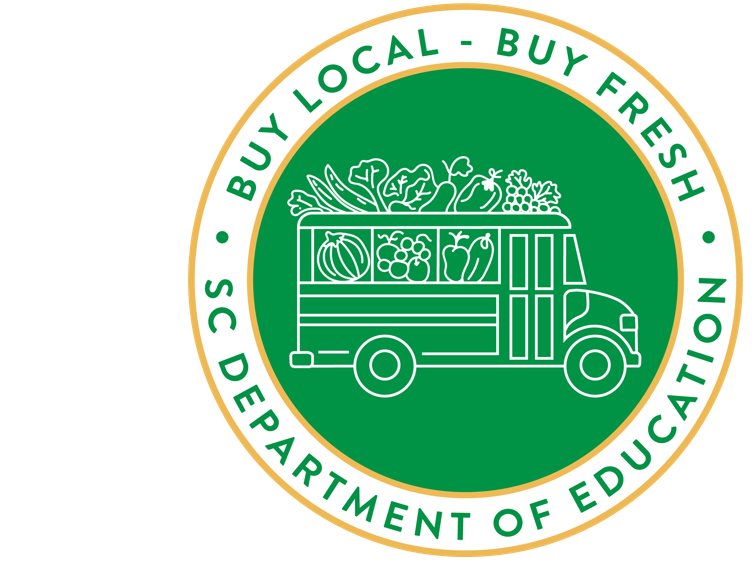 BUY LOCAL - BUY FRESH
SC DEPARTMENT OF EDUCATION